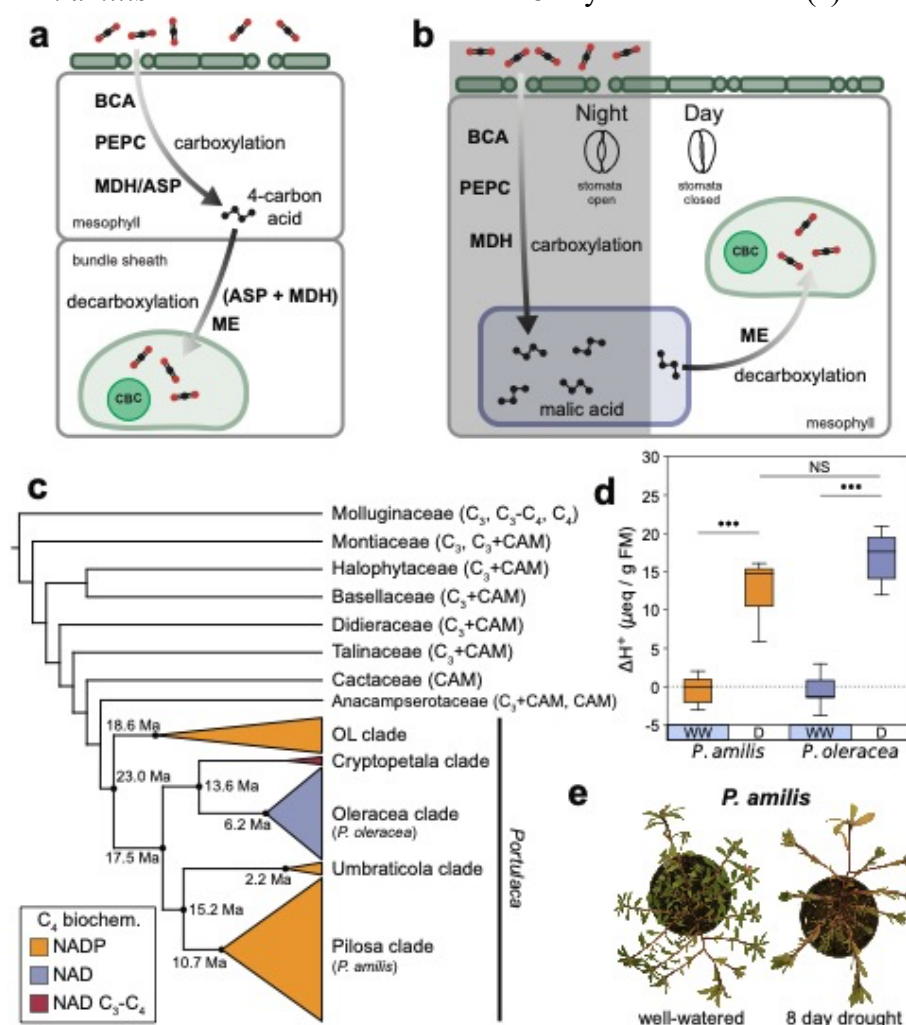 a
BCA
PEPC
carboxylation
MDH/ASP
4-carbon
acid
mesophyll
bundle sheath
decarboxylation
(ASP + MDH)
ME
CBC
b
Night
Day
BCA
stomata
open
stomata
closed
PEPC
MDH
carboxylation
CBC
ME
decarboxylation
malic acid
mesophyll
c
Molluginaceae (C₃, C₃-C₄, C₄)
Montiaceae (C₃, C₃+CAM)
Halophytaceae (C₃+CAM)
Basellaceae (C₃+CAM)
Didieraceae (C₃+CAM)
Talinaceae (C₃+CAM)
Cactaceae (CAM)
Anacampserotaceae (C₃+CAM, CAM)
18.6 Ma
OL clade
Cryptopetala clade
23.0 Ma
13.6 Ma
Oleracea clade
(P. oleracea)
6.2 Ma
17.5 Ma
Umbraticola clade
2.2 Ma
15.2 Ma
Pilosa clade
(P. amilis)
10.7 Ma
Portulaca
C₄ biochem.
NADP
NAD
NAD C₃-C₄
d
NS
•••
•••
ΔH⁺ (μeq / g FM)
30
25
20
15
10
5
0
-5
WW D WW D
P. amilis P. oleracea
e
P. amilis
well-watered 8 day drought